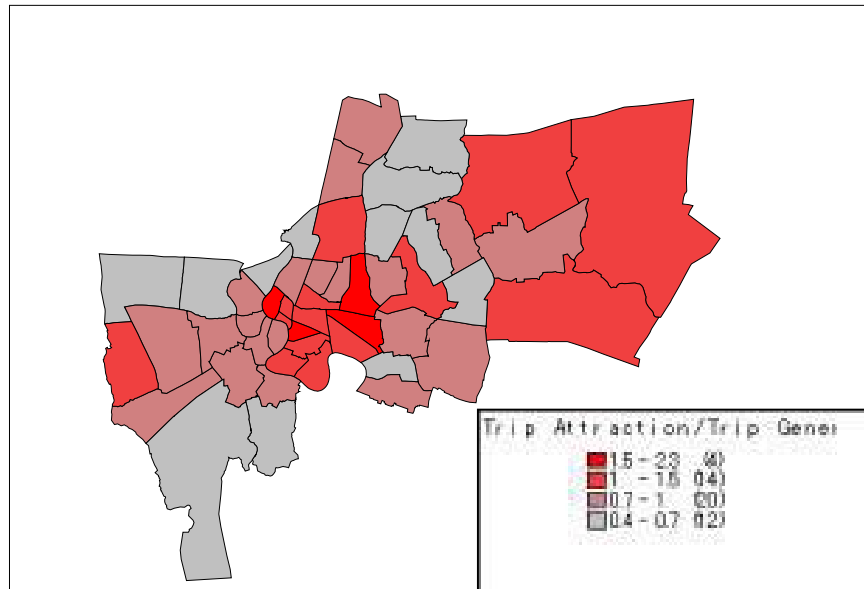 Trip Attraction/Trip Gener
1.5 - 2.3 (4)
1 - 1.5 (14)
0.7 - 1 (20)
0.4 - 0.7 (12)